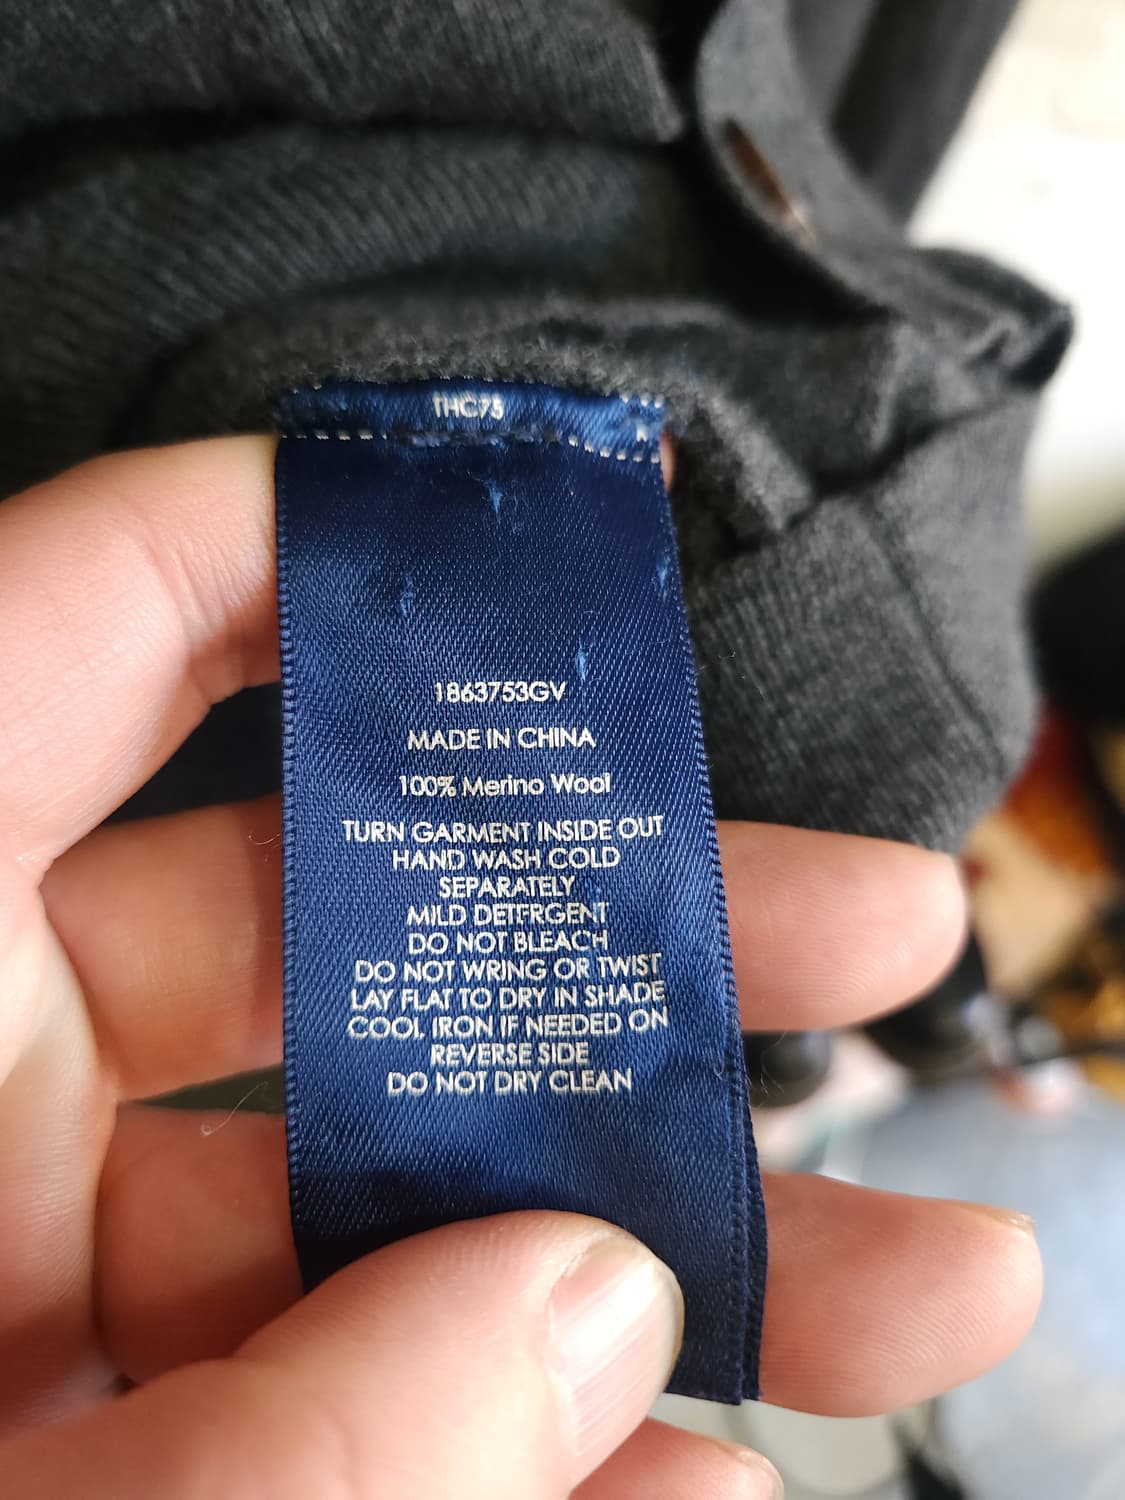 THC75
1863753GV
MADE IN CHINA
100% Merino Wool
TURN GARMENT INSIDE OUT
HAND WASH COLD
SEPARATELY
MILD DETERGENT
DO NOT BLEACH
DO NOT WRING OR TWIST
LAY FLAT TO DRY IN SHADE
COOL IRON IF NEEDED ON
REVERSE SIDE
DO NOT DRY CLEAN